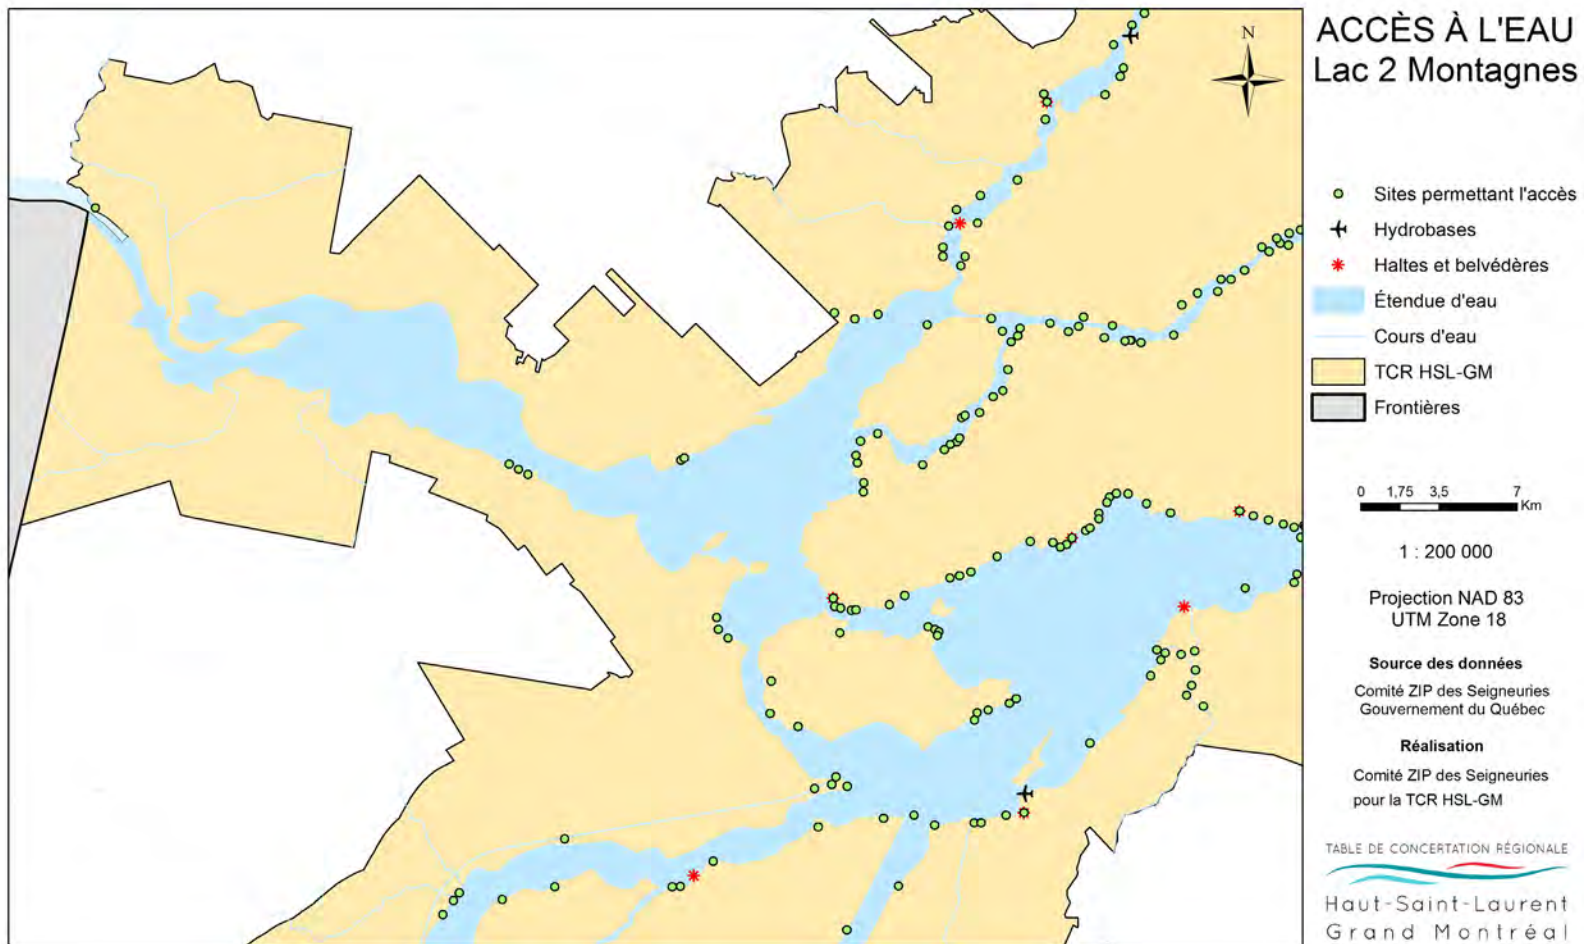 ACCÈS À L'EAU
Lac 2 Montagnes
N
Sites permettant l'accès
Hydrobases
Haltes et belvédères
Étendue d'eau
Cours d'eau
TCR HSL-GM
Frontières
0 1,75 3,5 7
Km
1 : 200 000
Projection NAD 83
UTM Zone 18
Source des données
Comité ZIP des Seigneuries
Gouvernement du Québec
Réalisation
Comité ZIP des Seigneuries
pour la TCR HSL-GM
TABLE DE CONCERTATION RÉGIONALE
Haut-Saint-Laurent
Grand Montréal